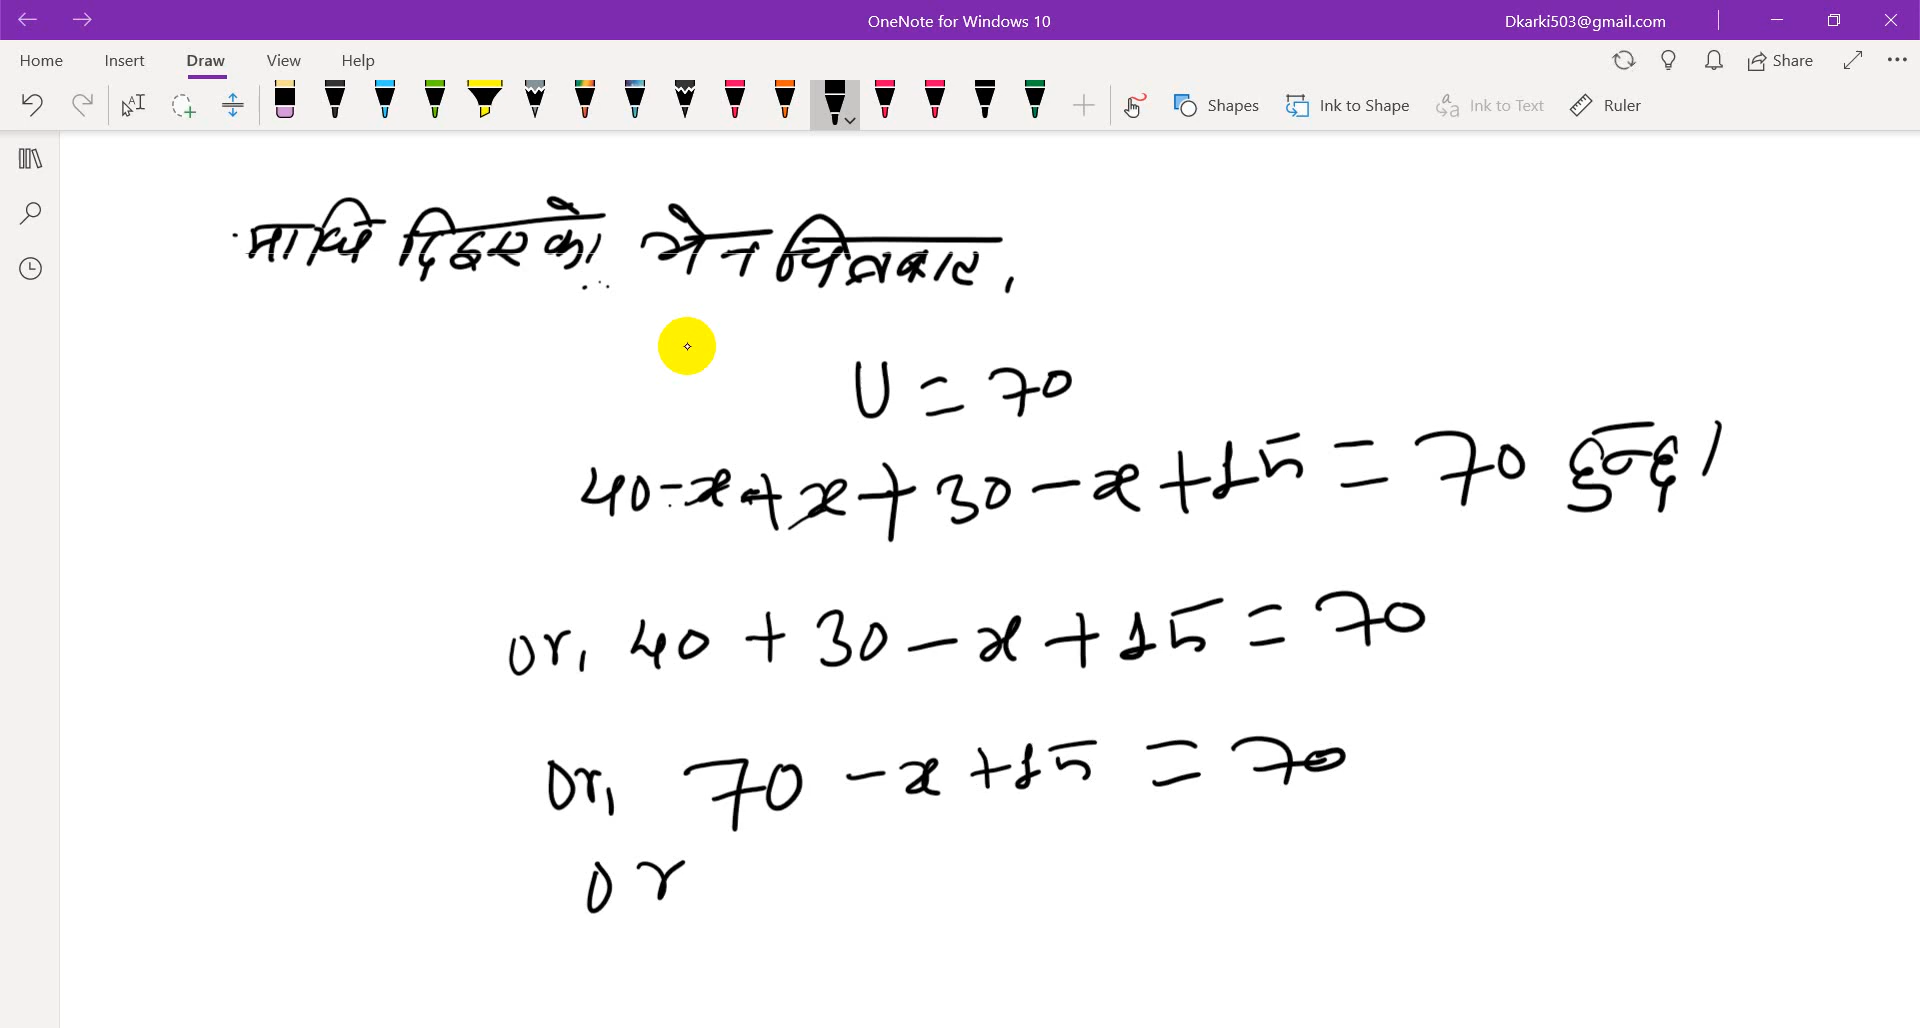 OneNote for Windows 10
Dkarki503@gmail.com
Home Insert Draw View Help
Share
Shapes Ink to Shape Ink to Text Ruler
माथि दिइएको भेन चित्रबाट,
U = 70
40 - x + x + 30 - x + 15 = 70 हुन्छ।
or, 40 + 30 - x + 15 = 70
or, 70 - x + 15 = 70
or